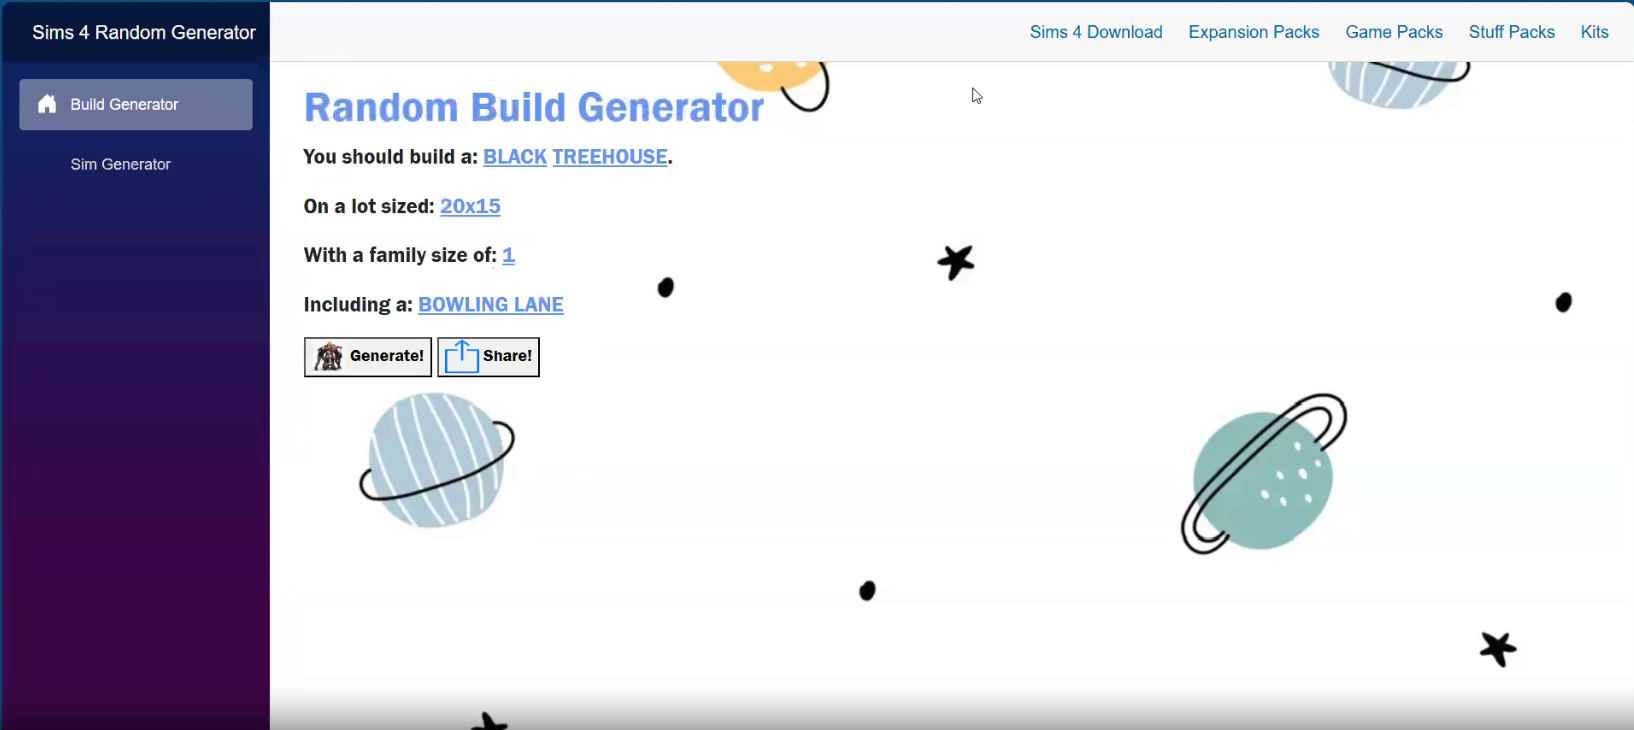 Sims 4 Random Generator
Sims 4 Download Expansion Packs Game Packs Stuff Packs Kits
Build Generator
Sim Generator
Random Build Generator
You should build a: BLACK TREEHOUSE.
On a lot sized: 20x15
With a family size of: 1
Including a: BOWLING LANE
Generate! Share!